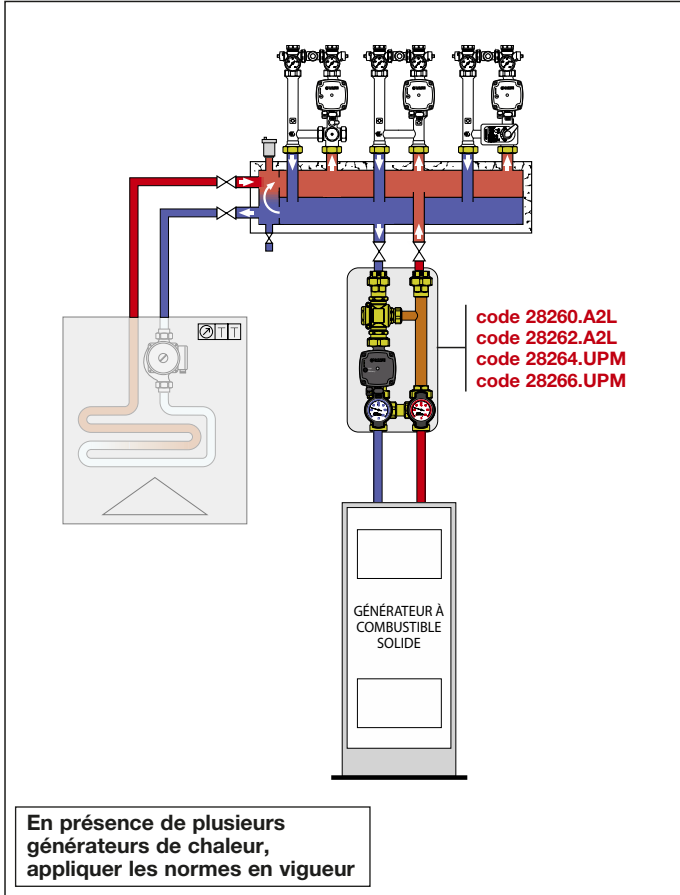 TT
code 28260.A2L
code 28262.A2L
code 28264.UPM
code 28266.UPM
GÉNÉRATEUR À
COMBUSTIBLE
SOLIDE
En présence de plusieurs
générateurs de chaleur,
appliquer les normes en vigueur